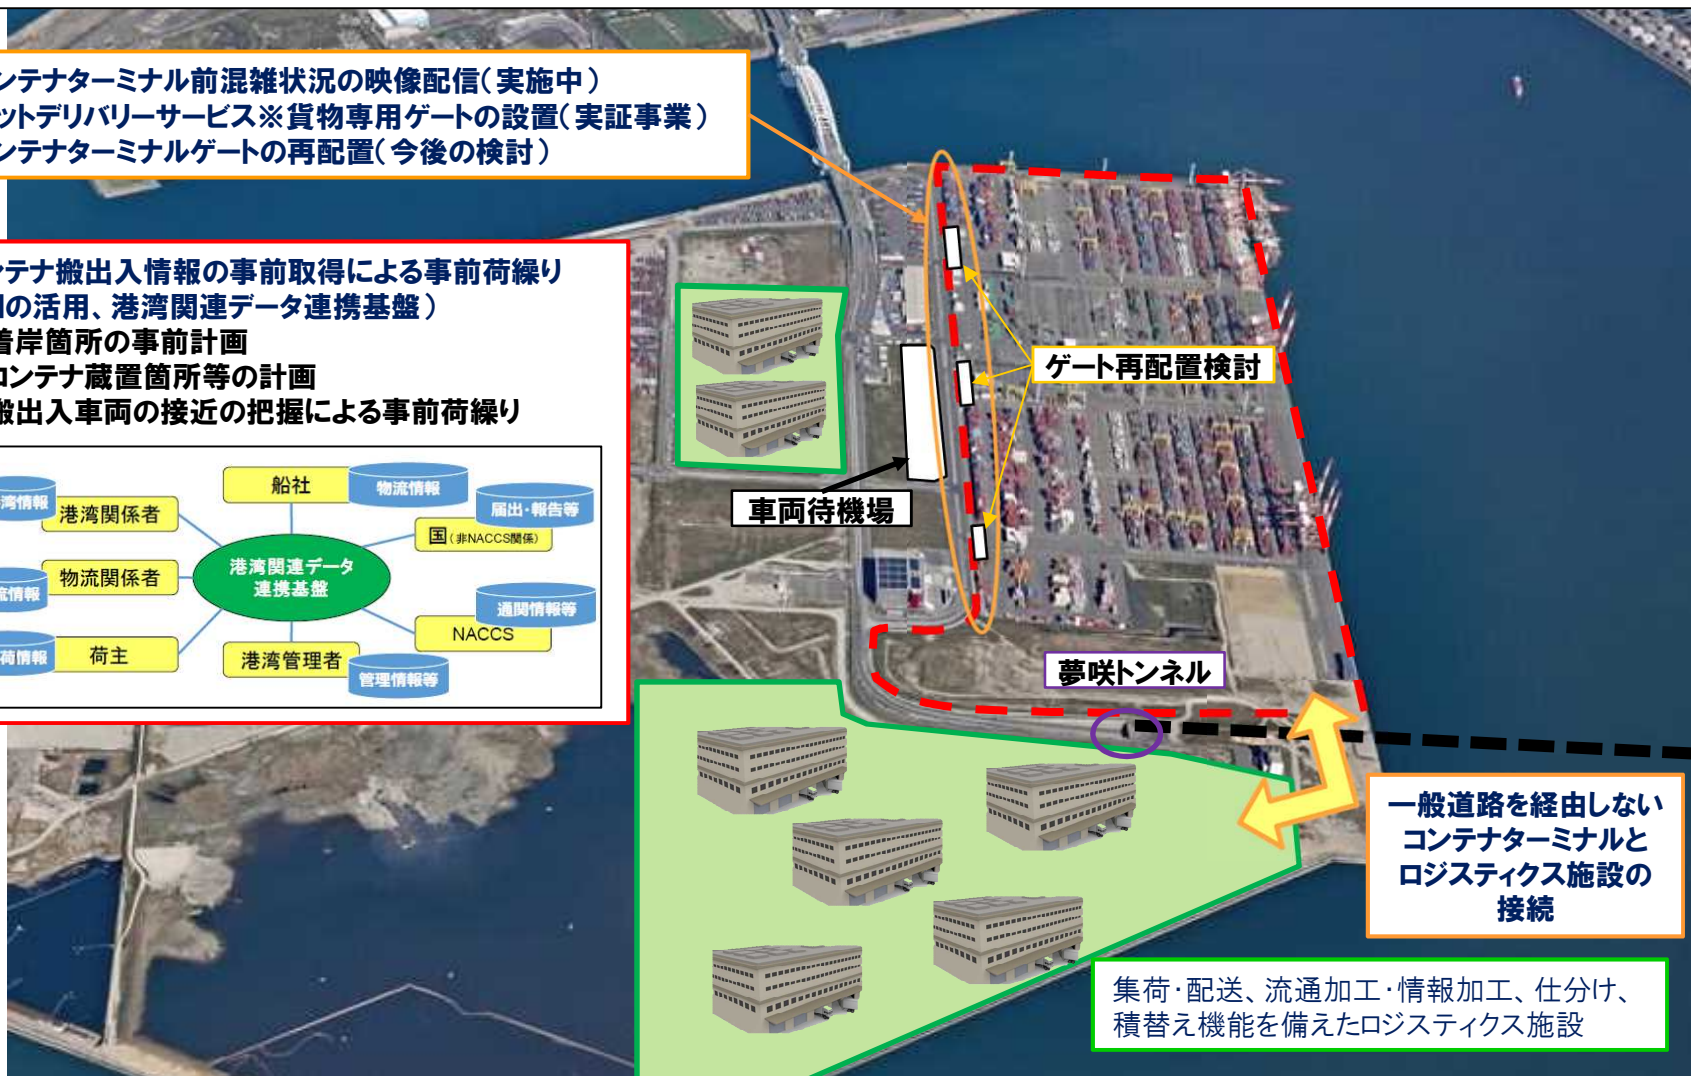 ンテナターミナル前混雑状況の映像配信(実施中)
ットデリバリーサービス※貨物専用ゲートの設置(実証事業)
ンテナターミナルゲートの再配置(今後の検討)
テナ搬出入情報の事前取得による事前荷繰り
の活用、港湾関連データ連携基盤)
着岸箇所の事前計画
コンテナ蔵置箇所等の計画
搬出入車両の接近の把握による事前荷繰り
船社
物流情報
湾情報
港湾関係者
届出・報告等
国(非NACCS関係)
港湾関連データ
連携基盤
物流関係者
流情報
通関情報等
NACCS
荷情報
荷主
港湾管理者
管理情報等
ゲート再配置検討
車両待機場
夢咲トンネル
一般道路を経由しない
コンテナターミナルと
ロジスティクス施設の
接続
集荷・配送、流通加工・情報加工、仕分け、
積替え機能を備えたロジスティクス施設